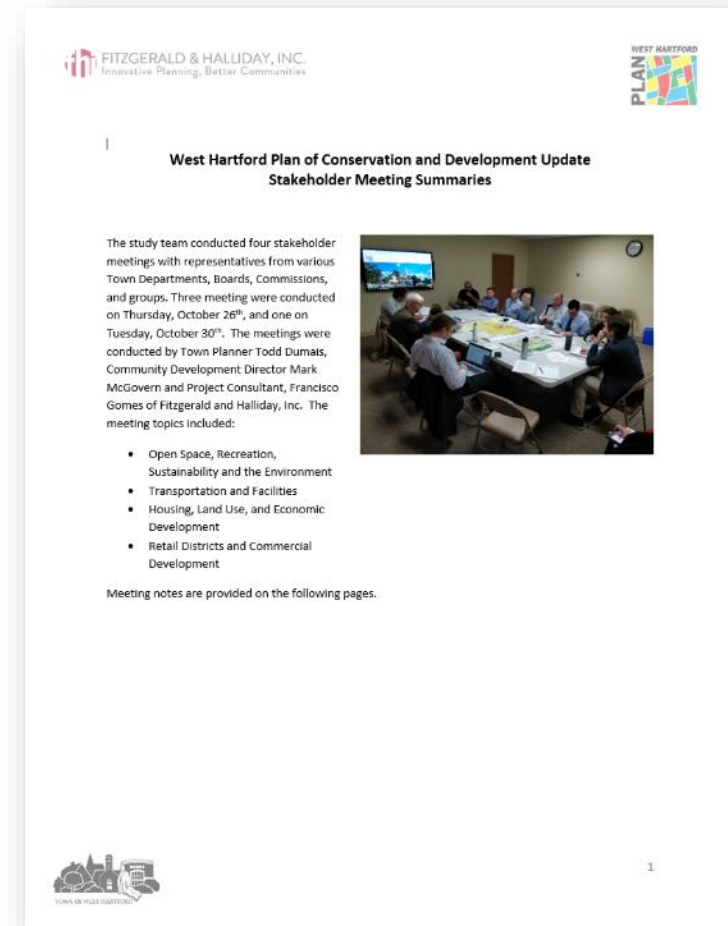 FITZGERALD & HALLIDAY, INC.
Innovative Planning, Better Communities
PLAN
WEST HARTFORD
West Hartford Plan of Conservation and Development Update
Stakeholder Meeting Summaries
The study team conducted four stakeholder
meetings with representatives from various
Town Departments, Boards, Commissions,
and groups. Three meeting were conducted
on Thursday, October 26th, and one on
Tuesday, October 30th. The meetings were
conducted by Town Planner Todd Dumais,
Community Development Director Mark
McGovern and Project Consultant, Francisco
Gomes of Fitzgerald and Halliday, Inc. The
meeting topics included:
• Open Space, Recreation,
Sustainability and the Environment
• Transportation and Facilities
• Housing, Land Use, and Economic
Development
• Retail Districts and Commercial
Development
Meeting notes are provided on the following pages.
TOWN OF WEST HARTFORD
1